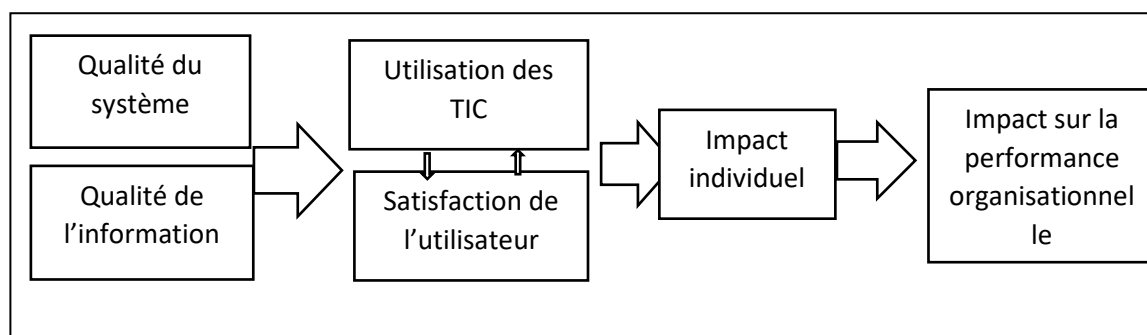 Qualité du
système
Qualité de
l’information
Utilisation des
TIC
Satisfaction de
l’utilisateur
Impact
individuel
Impact sur la
performance
organisationnel
le